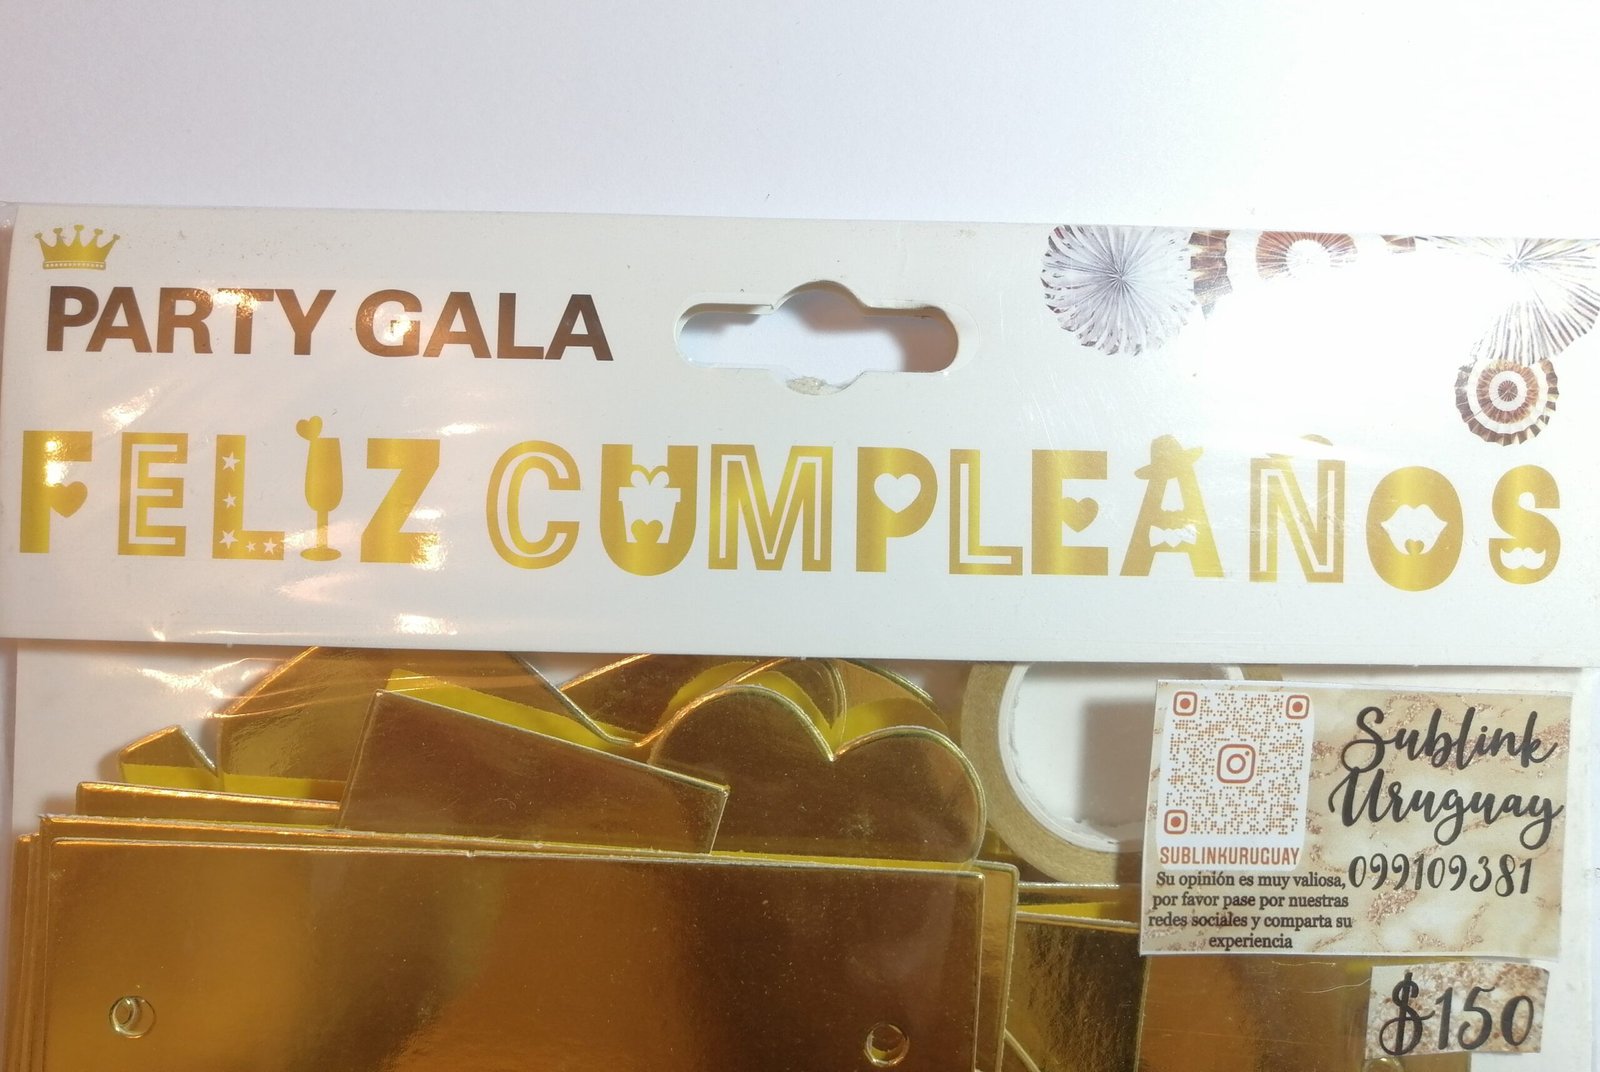 PARTY GALA
FELIZ CUMPLEAÑOS
Sublink
Uruguay
099109381
SUBLINKURUGUAY
Su opinión es muy valiosa,
por favor pase por nuestras
redes sociales y comparta su
experiencia
$150